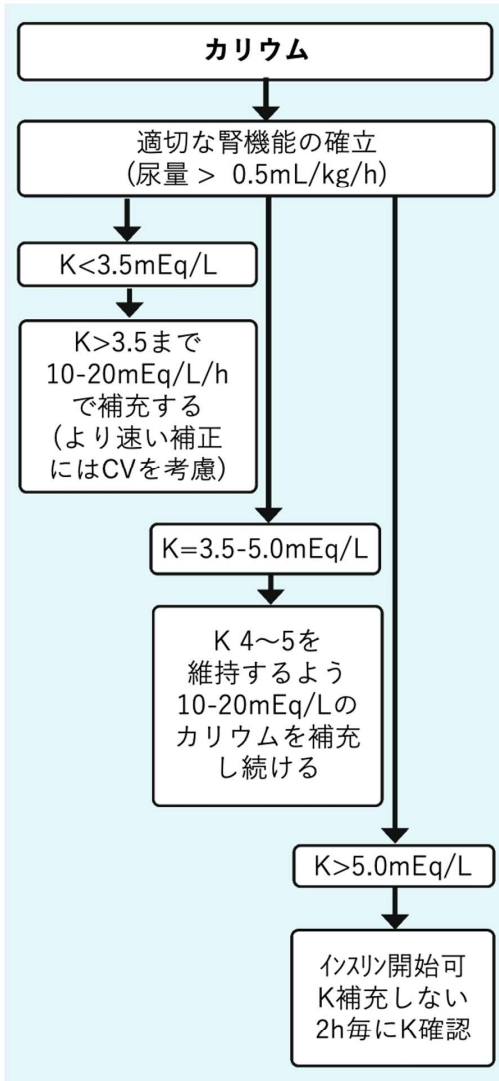 カリウム
適切な腎機能の確立
(尿量 > 0.5mL/kg/h)
K<3.5mEq/L
K>3.5まで
10-20mEq/L/h
で補充する
(より速い補正
にはCVを考慮)
K=3.5-5.0mEq/L
K 4～5を
維持するよう
10-20mEq/Lの
カリウムを補充
し続ける
K>5.0mEq/L
ｲﾝｽﾘﾝ開始可
K補充しない
2h毎にK確認